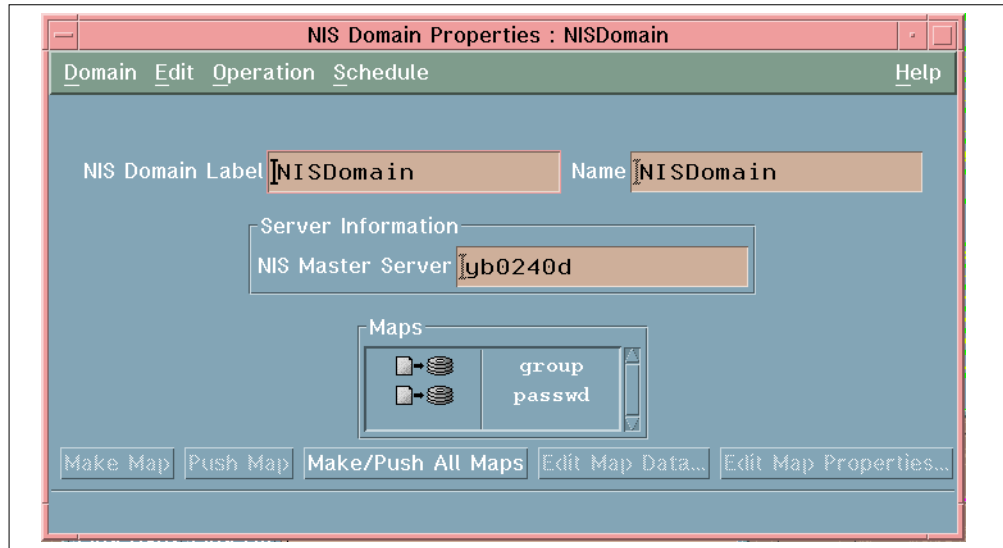 NIS Domain Properties : NISDomain
Domain Edit Operation Schedule Help
NIS Domain Label NISDomain Name NISDomain
Server Information
NIS Master Server yb0240d
Maps
group
passwd
Make Map Push Map Make/Push All Maps Edit Map Data... Edit Map Properties...